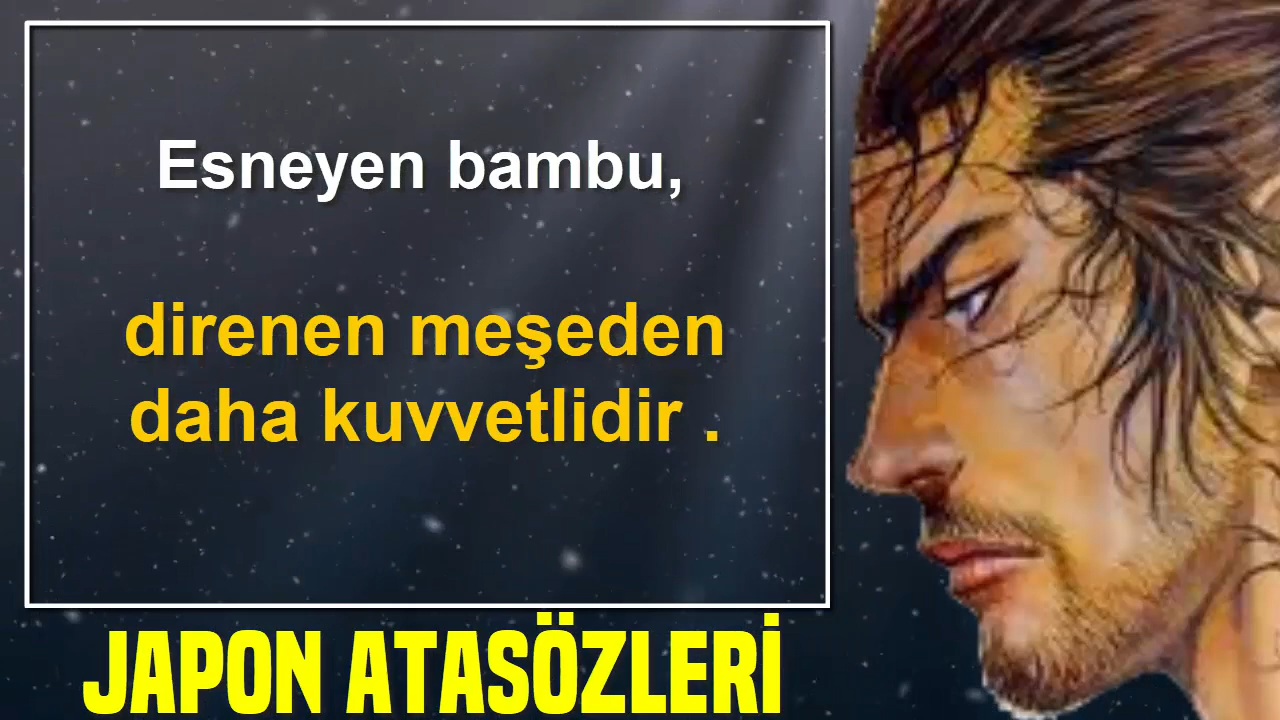 Esneyen bambu,
direnen meşeden
daha kuvvetlidir .
JAPON ATASÖZLERİ